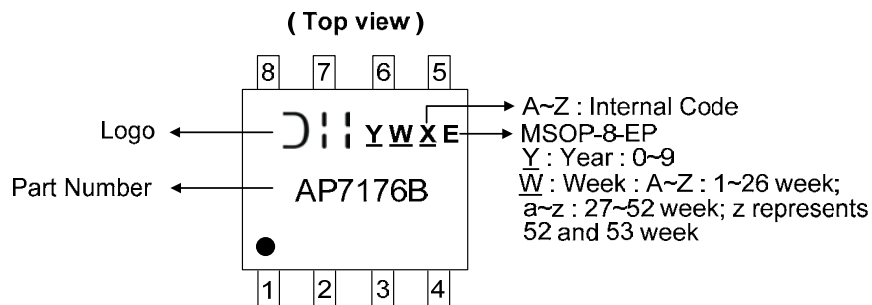 ( Top view )
8 7 6 5
Logo
Y W X E
A~Z : Internal Code
MSOP-8-EP
Y : Year : 0~9
W : Week : A~Z : 1~26 week;
a~z : 27~52 week; z represents
52 and 53 week
Part Number
AP7176B
1 2 3 4